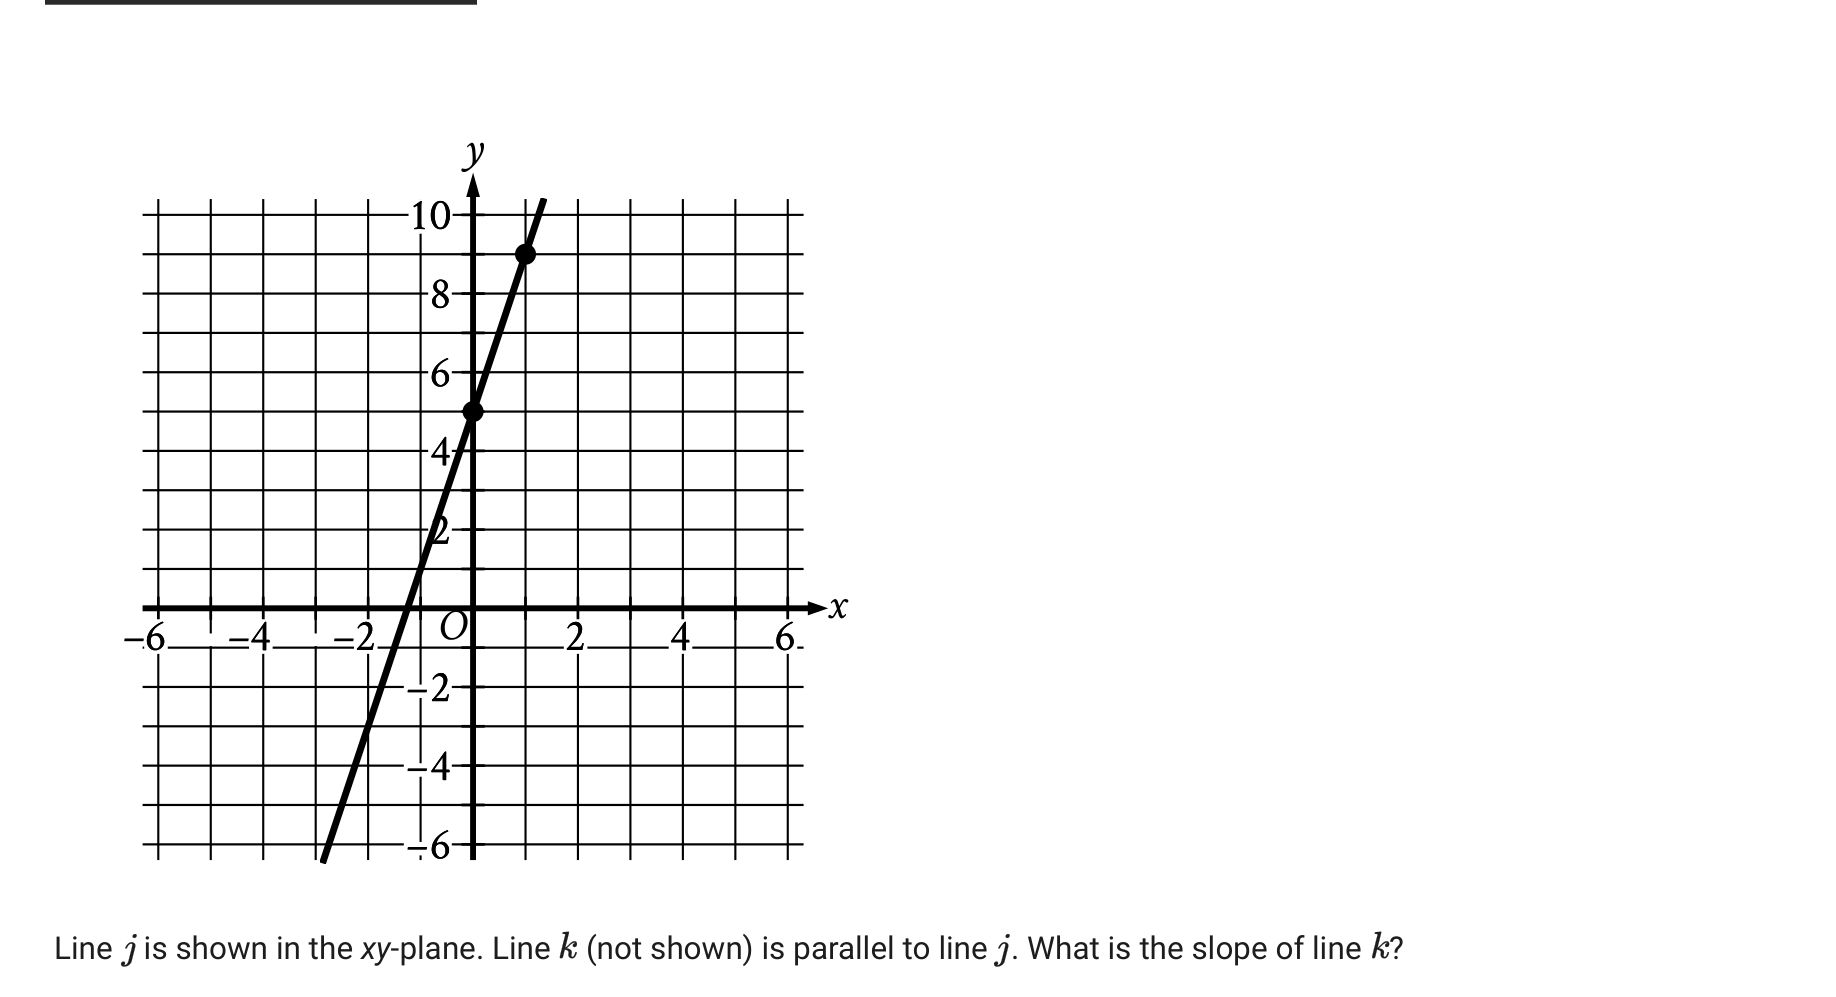 y
10
8
6
4
2
x
−6 −4 −2 O 2 4 6
−2
−4
−6
Line j is shown in the xy-plane. Line k (not shown) is parallel to line j. What is the slope of line k?